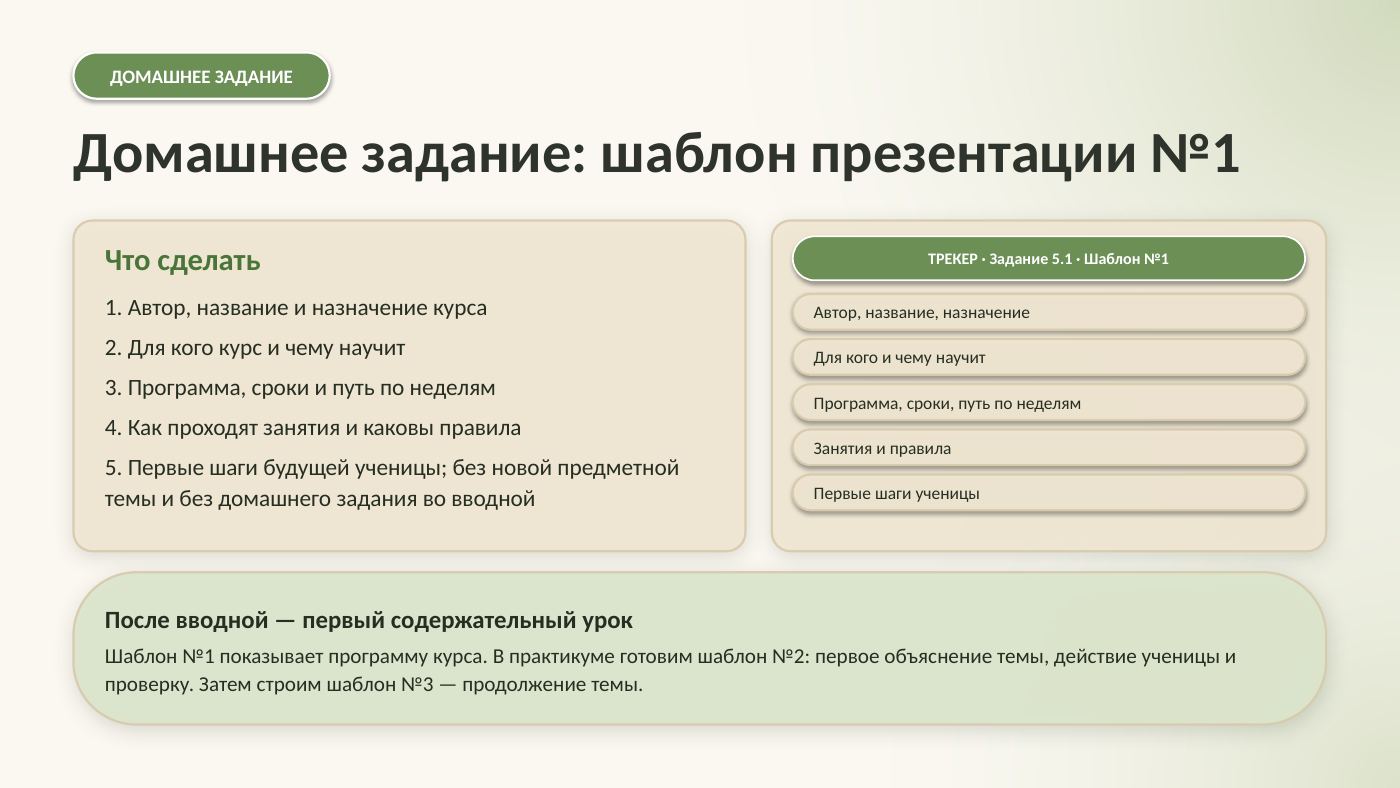 ДОМАШНЕЕ ЗАДАНИЕ
Домашнее задание: шаблон презентации №1
Что сделать
1. Автор, название и назначение курса
2. Для кого курс и чему научит
3. Программа, сроки и путь по неделям
4. Как проходят занятия и каковы правила
5. Первые шаги будущей ученицы; без новой предметной
темы и без домашнего задания во вводной
ТРЕКЕР · Задание 5.1 · Шаблон №1
Автор, название, назначение
Для кого и чему научит
Программа, сроки, путь по неделям
Занятия и правила
Первые шаги ученицы
После вводной — первый содержательный урок
Шаблон №1 показывает программу курса. В практикуме готовим шаблон №2: первое объяснение темы, действие ученицы и
проверку. Затем строим шаблон №3 — продолжение темы.